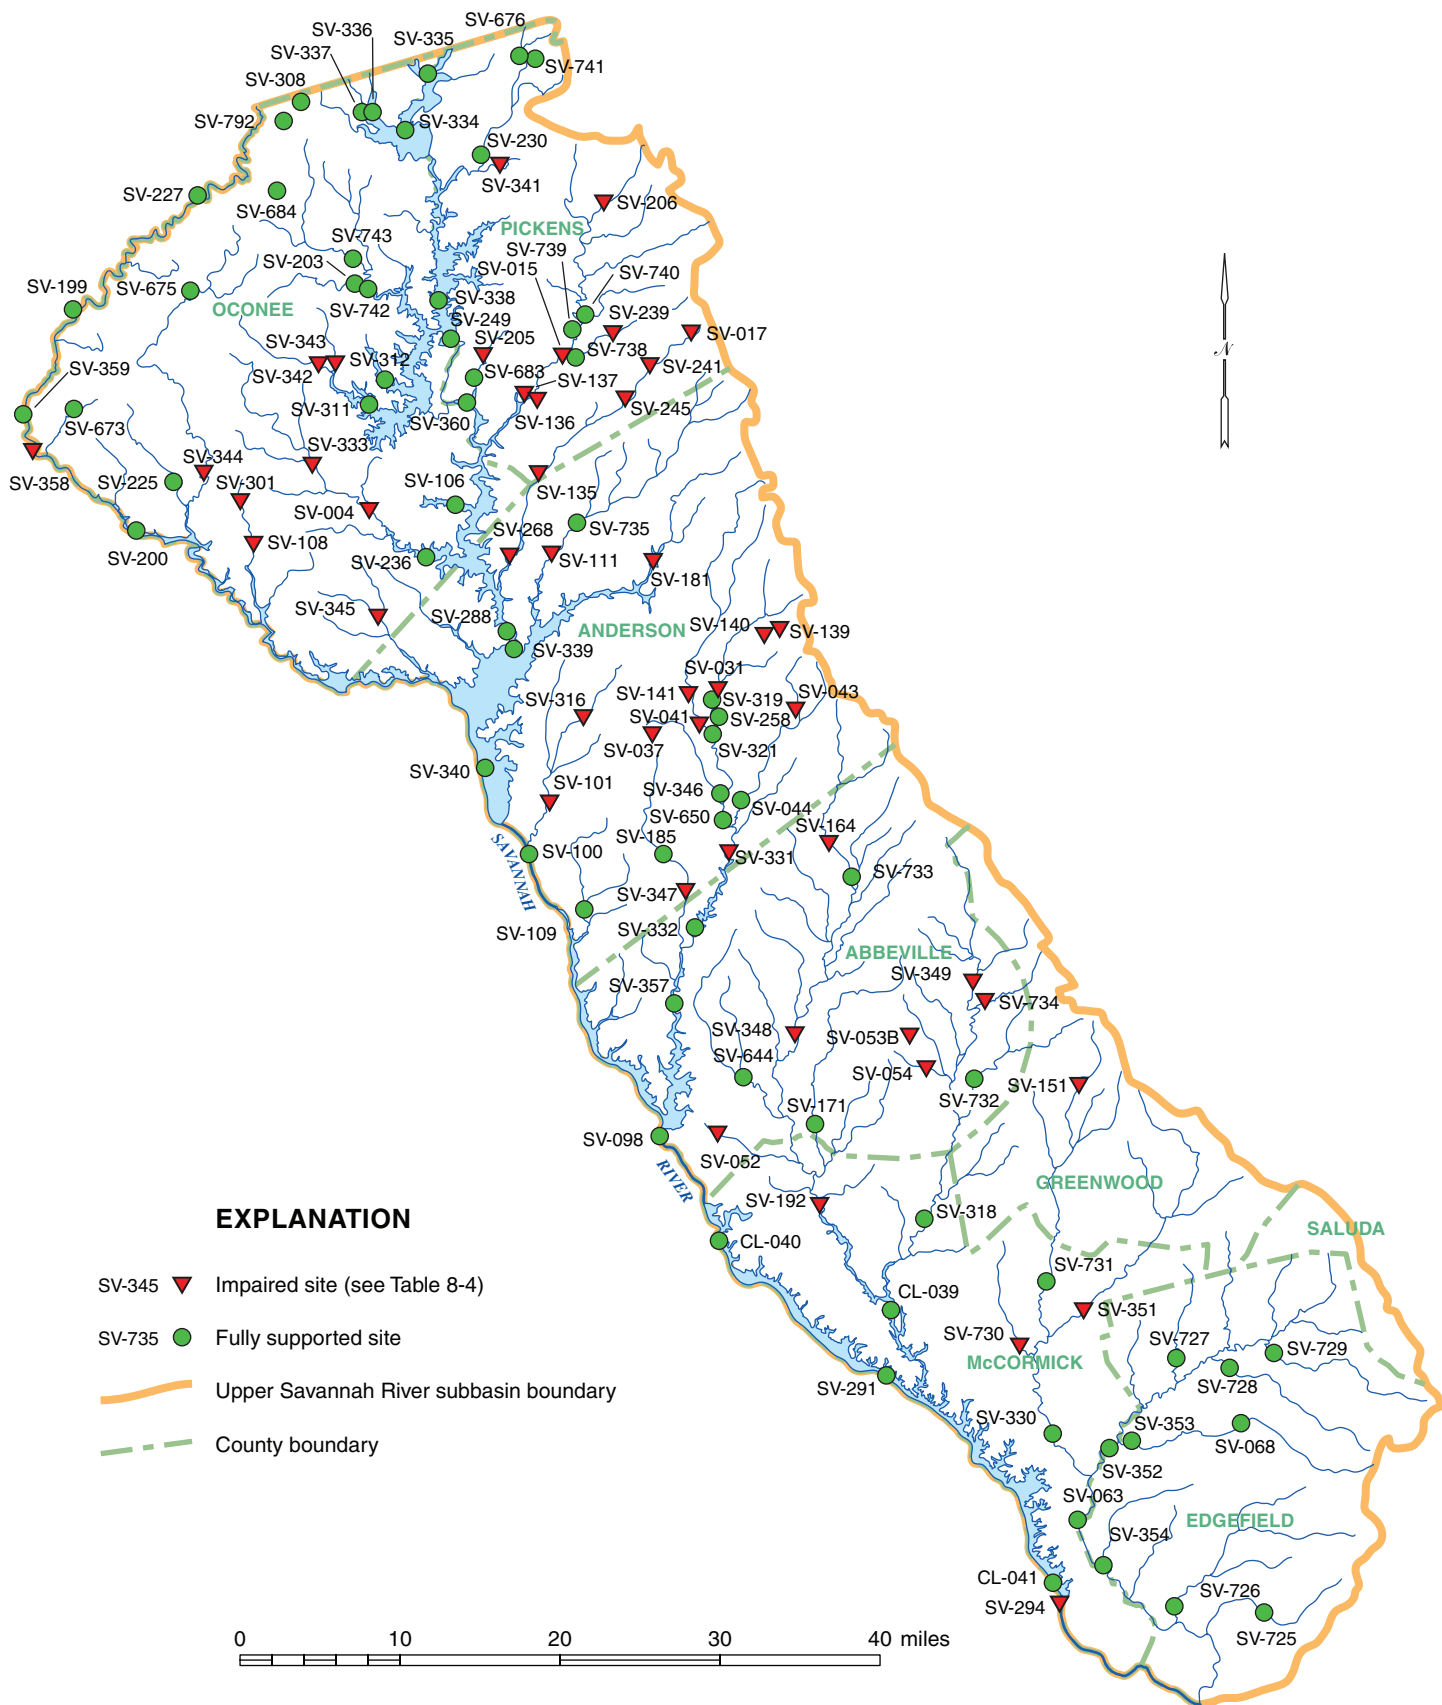 SV-676
SV-336
SV-335
SV-337
SV-741
SV-308
SV-792
SV-334
SV-230
SV-341
SV-227
SV-684
SV-206
PICKENS
SV-743
SV-739
SV-203
SV-015
SV-740
SV-199
SV-675
OCONEE
SV-742
SV-338
SV-239
SV-249
SV-017
SV-343
SV-205
SV-312
SV-738
SV-359
SV-342
SV-683
SV-137
SV-241
SV-311
SV-360
SV-136
SV-245
SV-673
SV-333
SV-344
SV-358
SV-225
SV-301
SV-106
SV-135
SV-004
SV-268
SV-735
SV-108
SV-200
SV-236
SV-111
SV-181
SV-345
SV-288
ANDERSON
SV-140
SV-139
SV-339
SV-031
SV-141
SV-043
SV-316
SV-319
SV-041
SV-258
SV-037
SV-321
SV-340
SV-101
SV-346
SV-044
SV-650
SV-164
SV-185
SAVANNAH
SV-100
SV-331
SV-733
SV-347
SV-109
SV-332
ABBEVILLE
SV-349
SV-357
SV-734
SV-348
SV-053B
SV-644
SV-054
SV-151
SV-732
SV-171
SV-098
SV-052
RIVER
GREENWOOD
SV-192
SV-318
SALUDA
CL-040
SV-731
CL-039
SV-351
SV-730
SV-727
SV-729
McCORMICK
SV-728
SV-291
SV-330
SV-353
SV-068
SV-352
SV-063
EDGEFIELD
SV-354
CL-041
SV-726
SV-294
SV-725
N
EXPLANATION
SV-345 Impaired site (see Table 8-4)
SV-735 Fully supported site
Upper Savannah River subbasin boundary
County boundary
0 10 20 30 40 miles